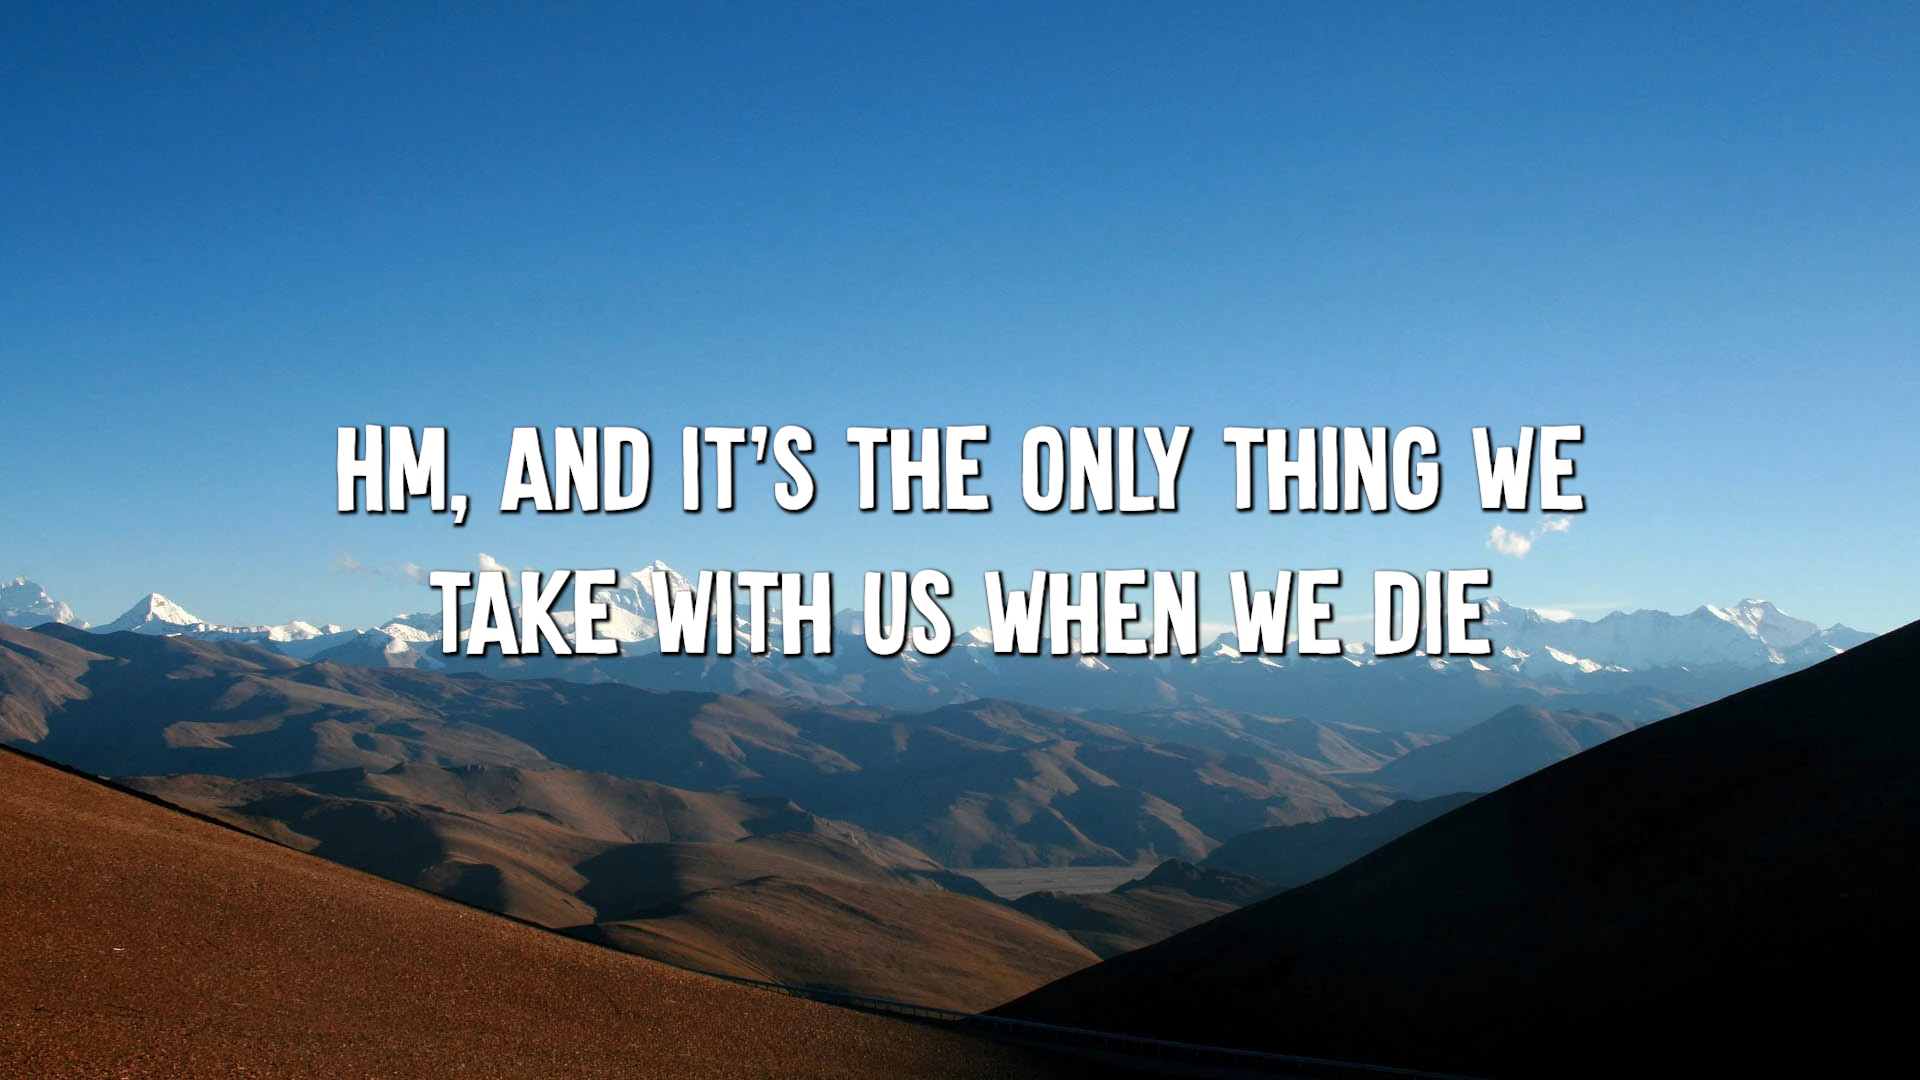 HM, AND IT'S THE ONLY THING WE
TAKE WITH US WHEN WE DIE